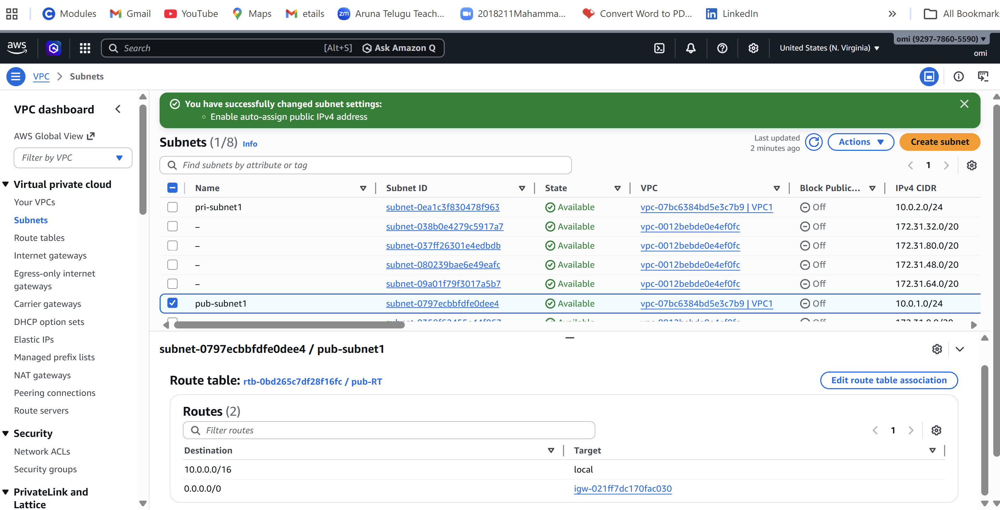 Modules
Gmail
YouTube
Maps
etails
zm
Aruna Telugu Teach...
2018211Mahamma...
Convert Word to PD...
in
LinkedIn
All Bookmark
aws
Search
[Alt+S]
Ask Amazon Q
United States (N. Virginia)
omi (9297-7860-5590)
omi
VPC
Subnets
VPC dashboard
AWS Global View
Filter by VPC
Virtual private cloud
Your VPCs
Subnets
Route tables
Internet gateways
Egress-only internet
gateways
Carrier gateways
DHCP option sets
Elastic IPs
Managed prefix lists
NAT gateways
Peering connections
Route servers
Security
Network ACLs
Security groups
PrivateLink and
Lattice
You have successfully changed subnet settings:
Enable auto-assign public IPv4 address
Subnets (1/8) Info
Last updated
2 minutes ago
Actions
Create subnet
Find subnets by attribute or tag
1
Name Subnet ID State VPC Block Public... IPv4 CIDR
pri-subnet1 subnet-0ea1c3f830478f963 Available vpc-07bc6384bd5e3c7b9 | VPC1 Off 10.0.2.0/24
– subnet-038b0e4279c5917a7 Available vpc-0012bebde0e4ef0fc Off 172.31.32.0/20
– subnet-037ff26301e4edbdb Available vpc-0012bebde0e4ef0fc Off 172.31.80.0/20
– subnet-080239bae6e49eafc Available vpc-0012bebde0e4ef0fc Off 172.31.48.0/20
– subnet-09a01f79f3017a5b7 Available vpc-0012bebde0e4ef0fc Off 172.31.64.0/20
pub-subnet1 subnet-0797ecbbfdfe0dee4 Available vpc-07bc6384bd5e3c7b9 | VPC1 Off 10.0.1.0/24
subnet-0797ecbbfdfe0dee4 / pub-subnet1
Route table: rtb-0bd265c7df28f16fc / pub-RT
Edit route table association
Routes (2)
Filter routes
1
Destination Target
10.0.0.0/16 local
0.0.0.0/0 igw-021ff7dc170fac030